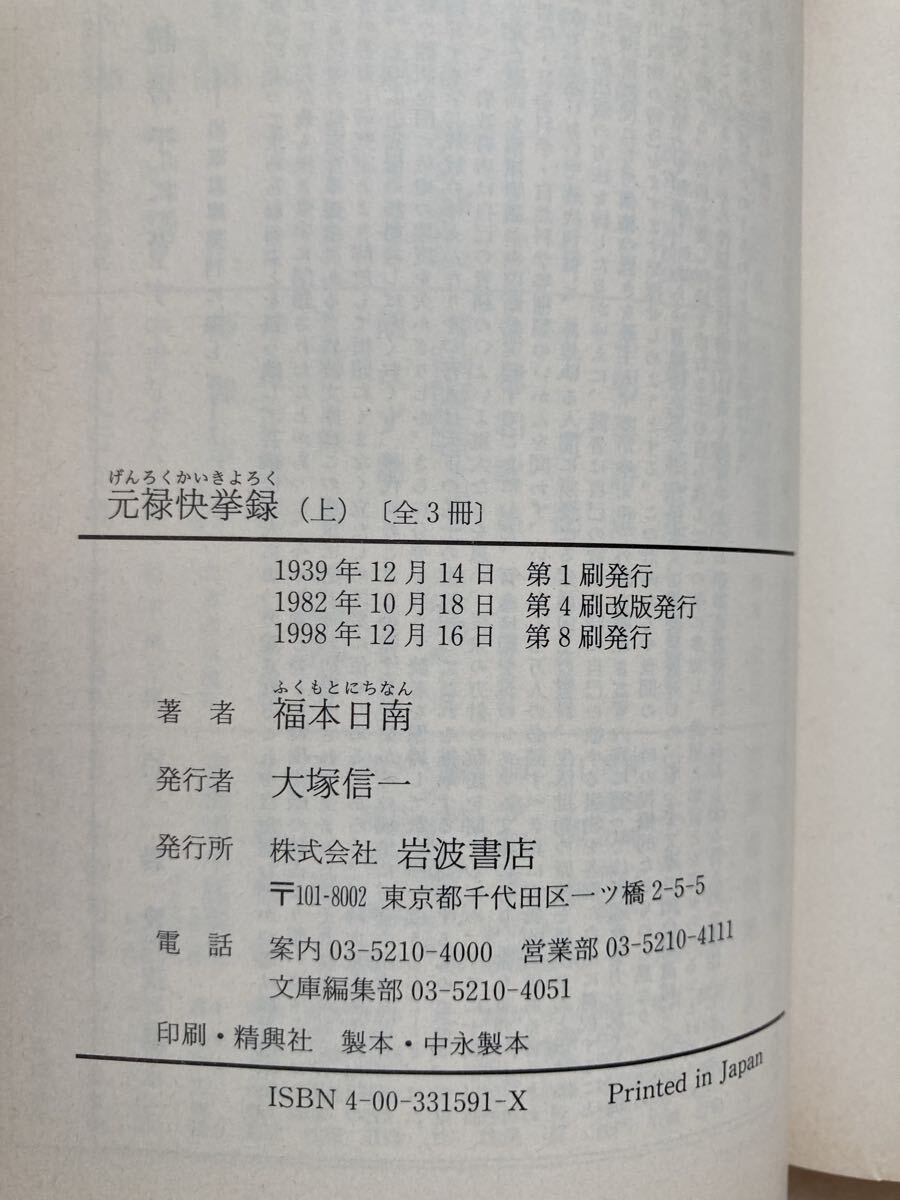 げんろくかいきよろく
元禄快挙録（上）〔全3冊〕
1939年12月14日 第1刷発行
1982年10月18日 第4刷改版発行
1998年12月16日 第8刷発行
ふくもとにちなん
著者 福本日南
発行者 大塚信一
発行所 株式会社 岩波書店
〒101-8002 東京都千代田区一ツ橋2-5-5
電話 案内03-5210-4000 営業部03-5210-4111
文庫編集部03-5210-4051
印刷・精興社 製本・中永製本
ISBN4-00-331591-X Printed in Japan